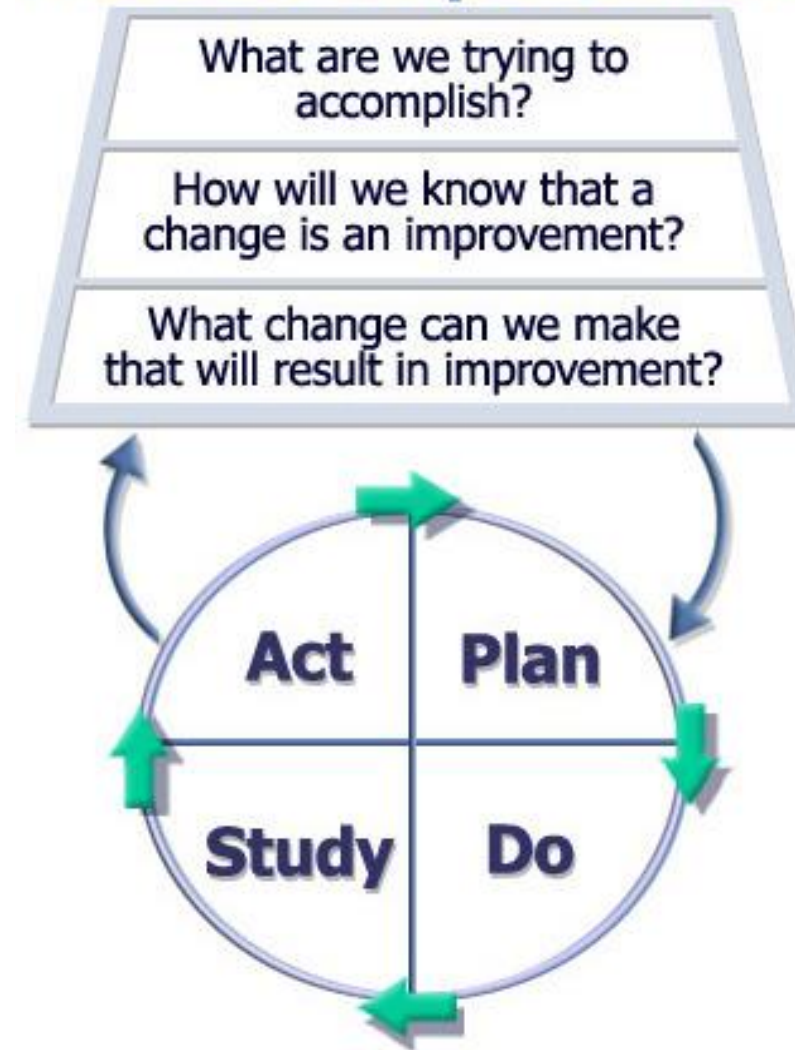 What are we trying to
accomplish?
How will we know that a
change is an improvement?
What change can we make
that will result in improvement?
Act
Plan
Study
Do